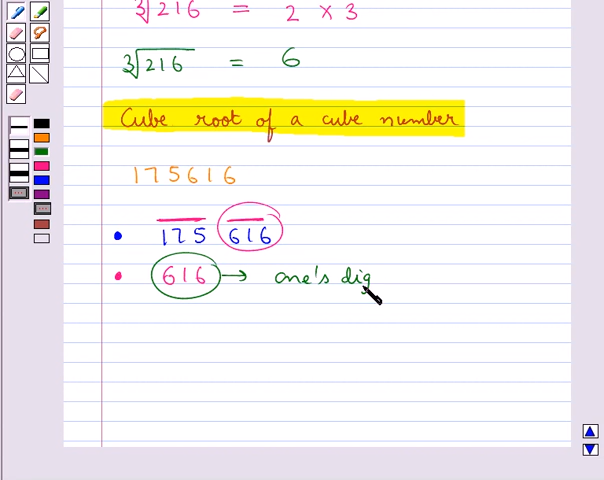 ∛216 = 2 × 3
∛216 = 6
Cube root of a cube number
175616
• 175 616
• 616 → one's dig